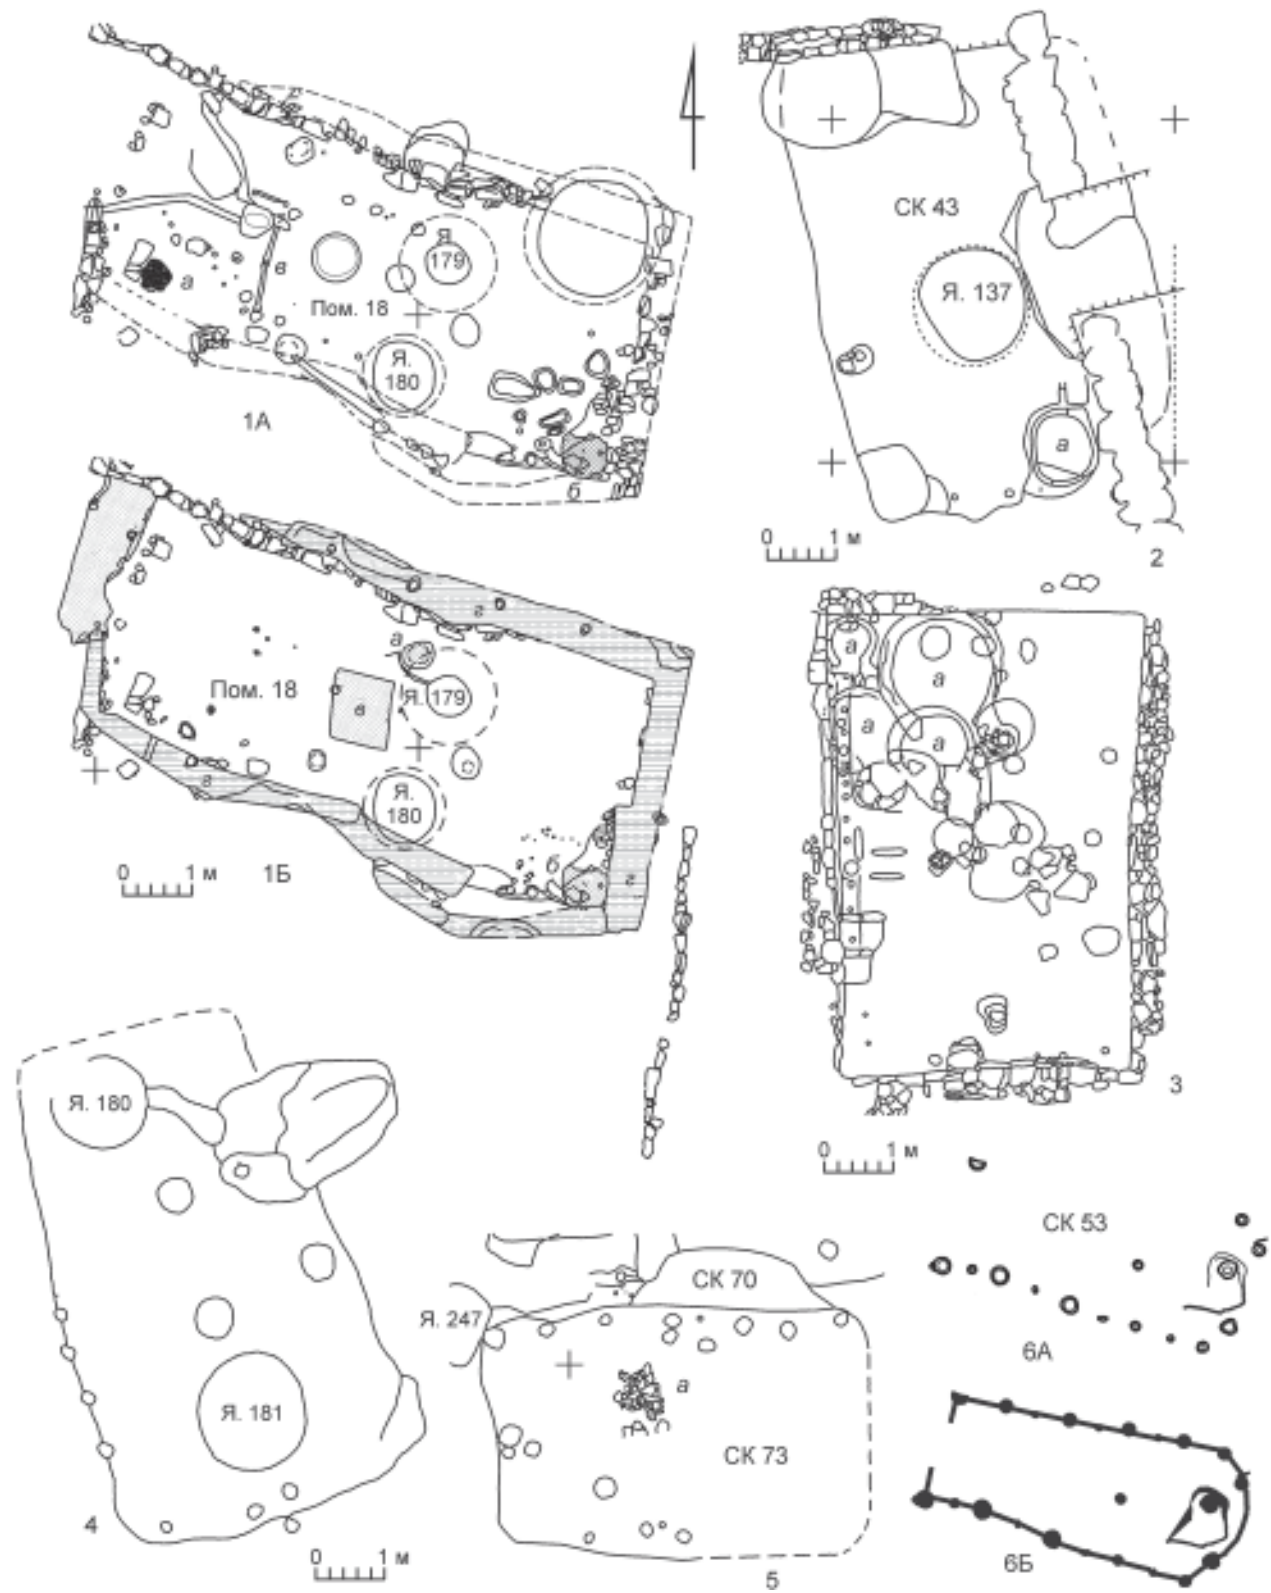 а
в
Я.
179
Пом. 18
Я.
180
1А
б
СК 43
Я. 137
а
0 1 м
2
г
а
Пом. 18
в
Я. 179
Я.
180
г
б
г
0 1 м
1Б
а
а
а
а
3
0 1 м
Я. 180
Я. 181
4
0 1 м
СК 70
Я. 247
а
СК 73
5
СК 53
6А
6Б